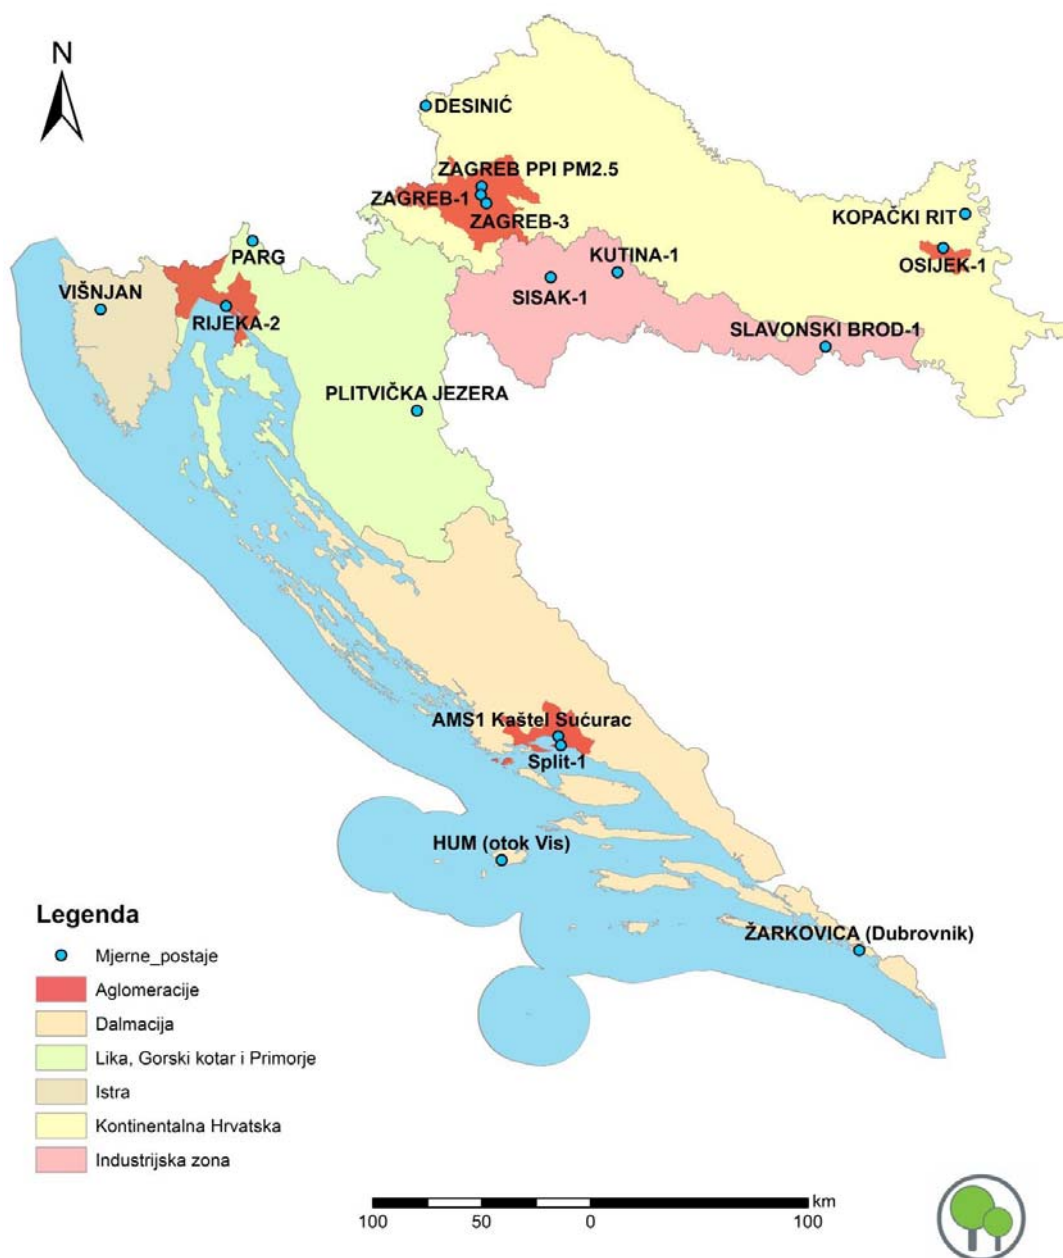 N
DESINIĆ
ZAGREB PPI PM2.5
ZAGREB-1
ZAGREB-3
KOPAČKI RIT
PARG
KUTINA-1
OSIJEK-1
VIŠNJAN
SISAK-1
RIJEKA-2
SLAVONSKI BROD-1
PLITVIČKA JEZERA
AMS1 Kaštel Sućurac
Split-1
HUM (otok Vis)
ŽARKOVICA (Dubrovnik)
Legenda
Mjerne_postaje
Aglomeracije
Dalmacija
Lika, Gorski kotar i Primorje
Istra
Kontinentalna Hrvatska
Industrijska zona
km
100 50 0 100